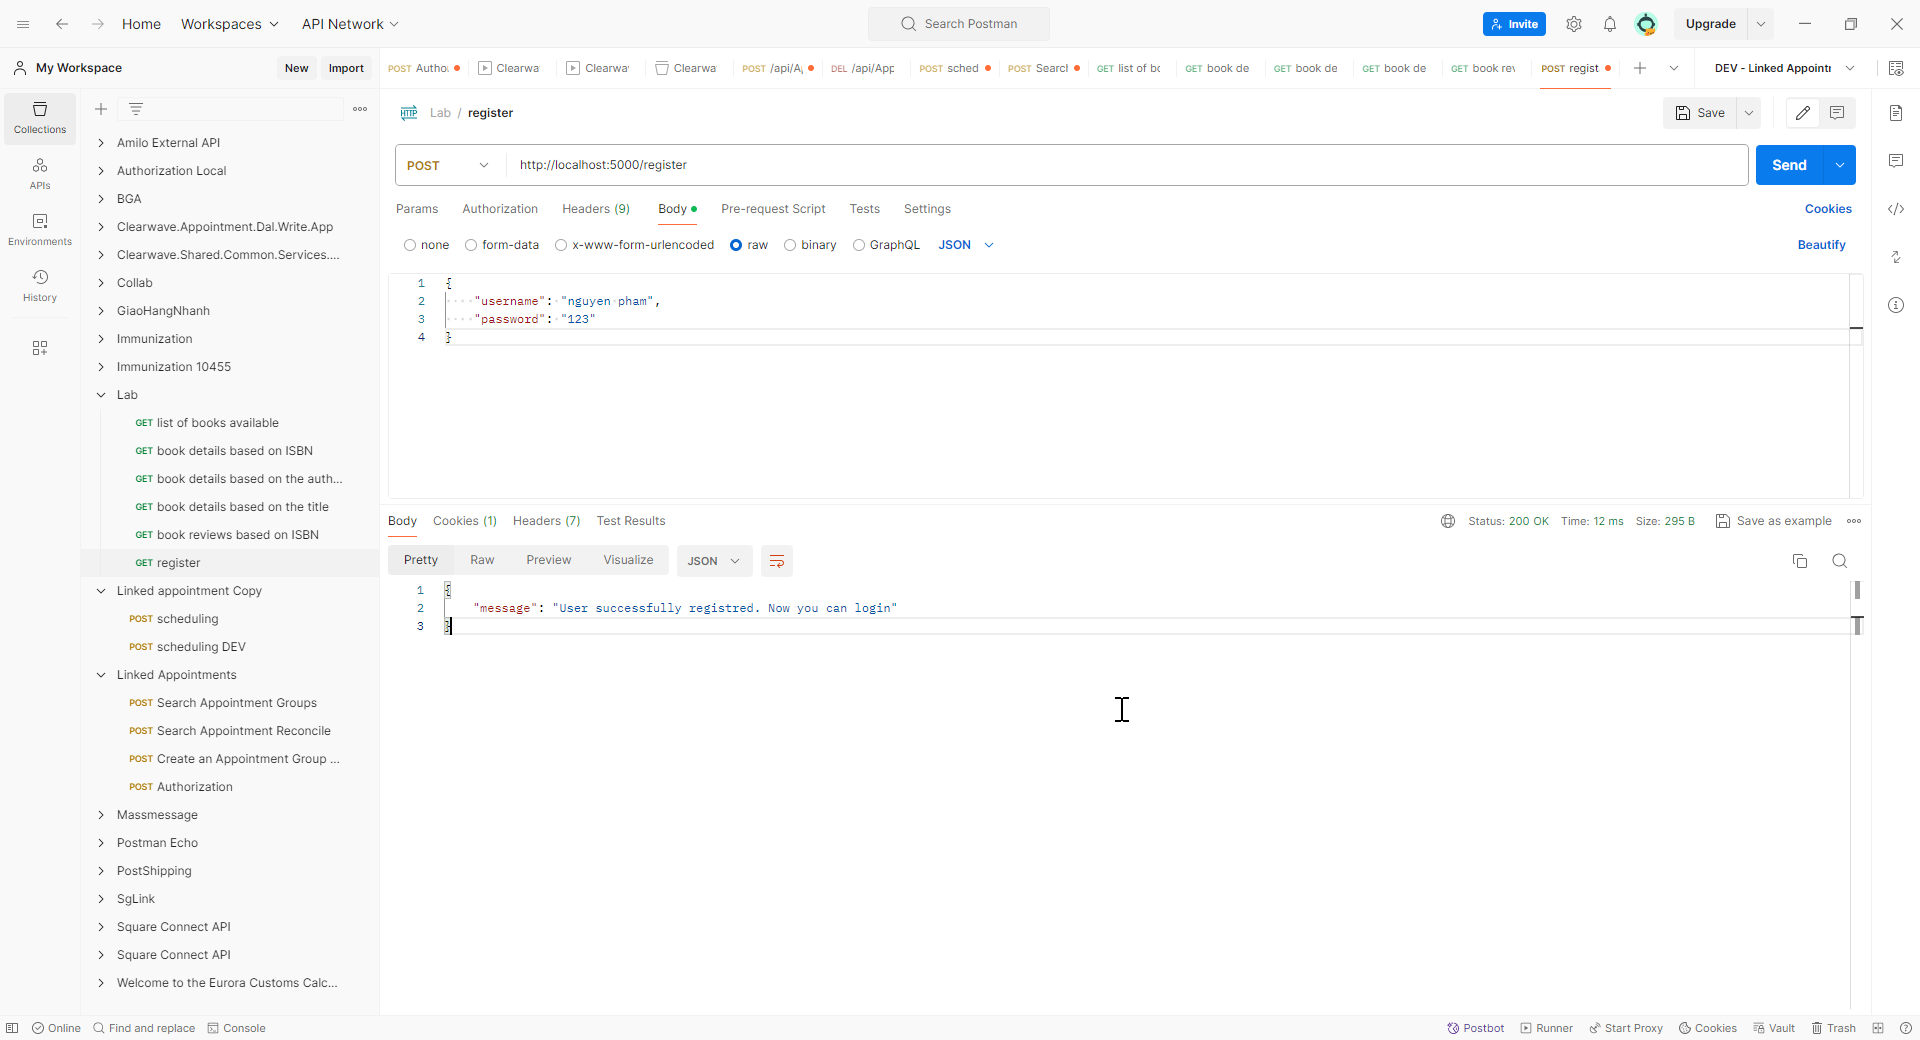 Home Workspaces API Network Search Postman Invite Upgrade
My Workspace New Import POST Autho. Clearwa Clearwa Clearwa POST /api/A DEL /api/App POST sched POST Search GET list of bo GET book de GET book de GET book de GET book rev POST regist DEV - Linked Appoint
Collections
APIs
Environments
History
Amilo External API
Authorization Local
BGA
Clearwave.Appointment.Dal.Write.App
Clearwave.Shared.Common.Services....
Collab
GiaoHangNhanh
Immunization
Immunization 10455
Lab
GET list of books available
GET book details based on ISBN
GET book details based on the auth...
GET book details based on the title
GET book reviews based on ISBN
GET register
Linked appointment Copy
POST scheduling
POST scheduling DEV
Linked Appointments
POST Search Appointment Groups
POST Search Appointment Reconcile
POST Create an Appointment Group ...
POST Authorization
Massmessage
Postman Echo
PostShipping
SgLink
Square Connect API
Square Connect API
Welcome to the Eurora Customs Calc...
HTTP Lab / register Save
POST http://localhost:5000/register Send
Params Authorization Headers (9) Body Pre-request Script Tests Settings Cookies
none form-data x-www-form-urlencoded raw binary GraphQL JSON Beautify
1 {
2 "username": "nguyen pham",
3 "password": "123"
4 }
Body Cookies (1) Headers (7) Test Results Status: 200 OK Time: 12 ms Size: 295 B Save as example
Pretty Raw Preview Visualize JSON
1 {
2 "message": "User successfully registred. Now you can login"
3 }
Online Find and replace Console Postbot Runner Start Proxy Cookies Vault Trash